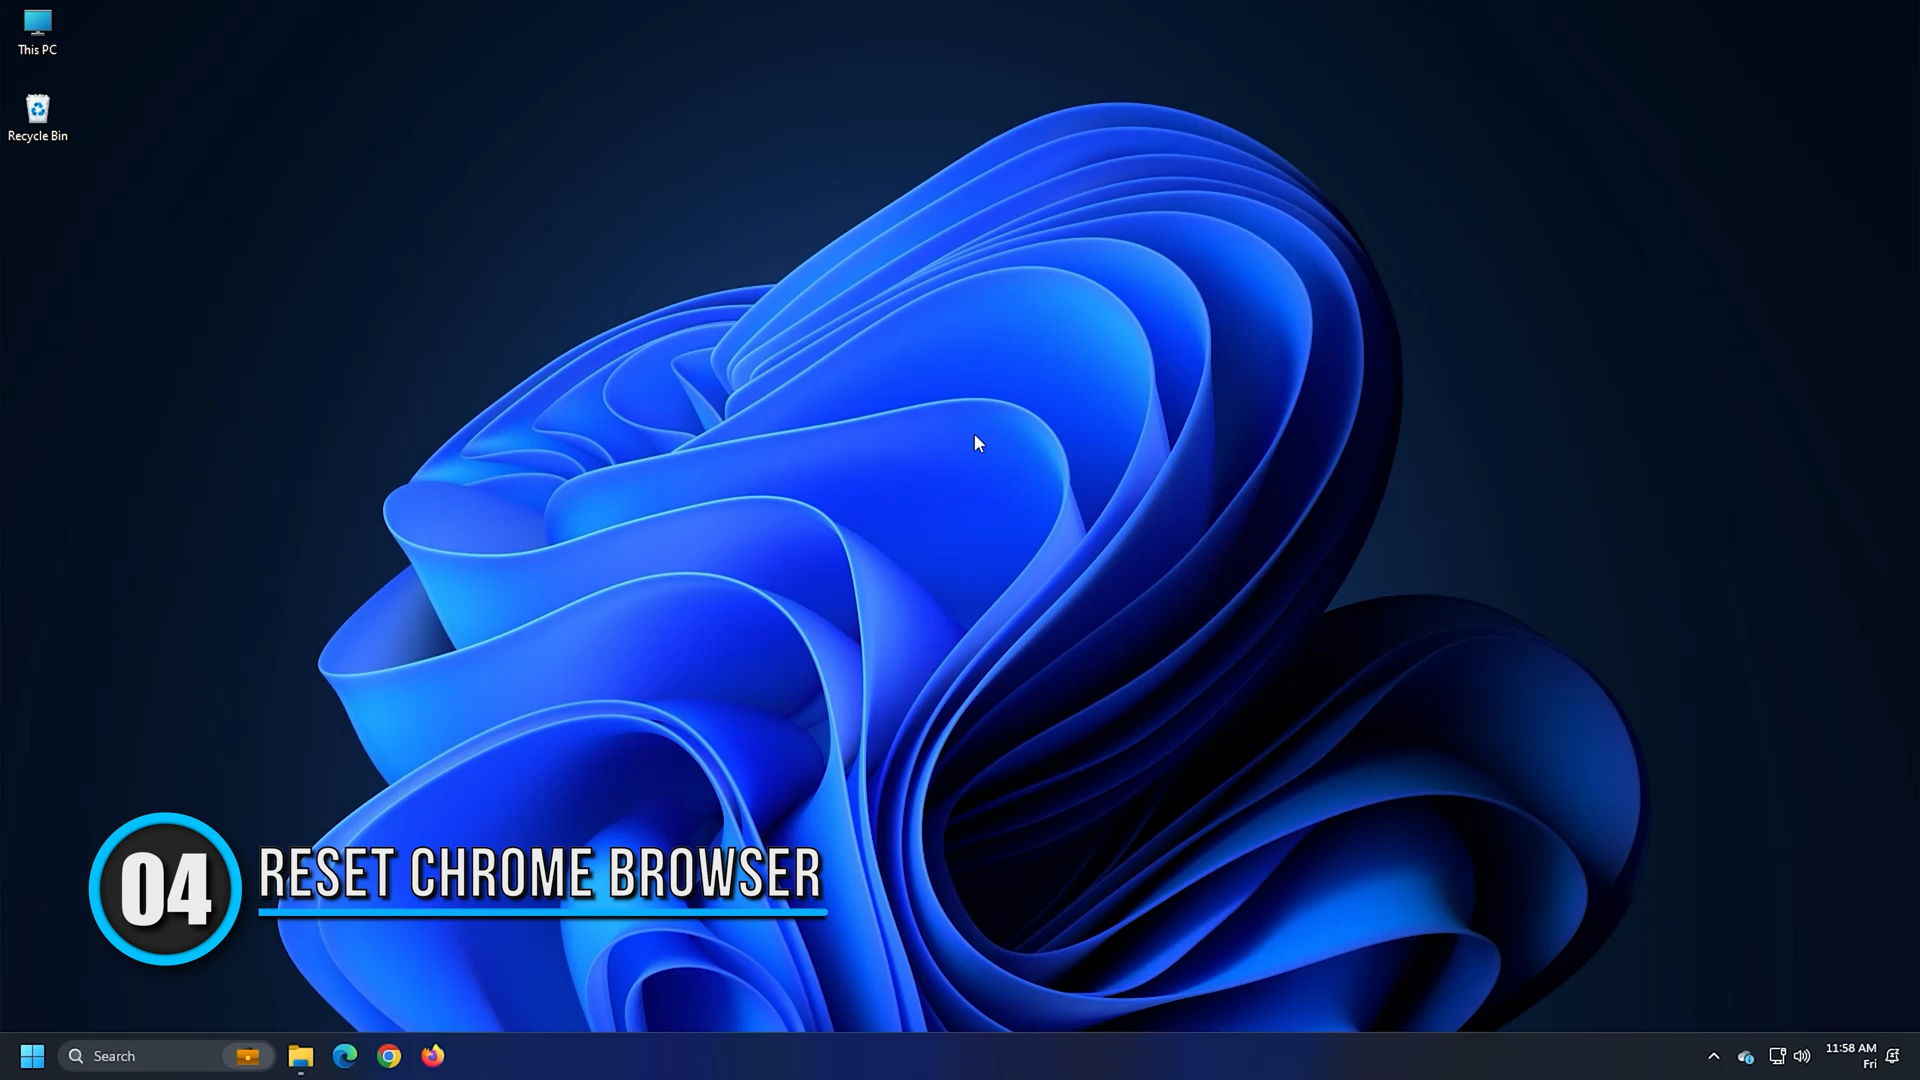 This PC
Recycle Bin
04
RESET CHROME BROWSER
Search
11:58 AM
Fri